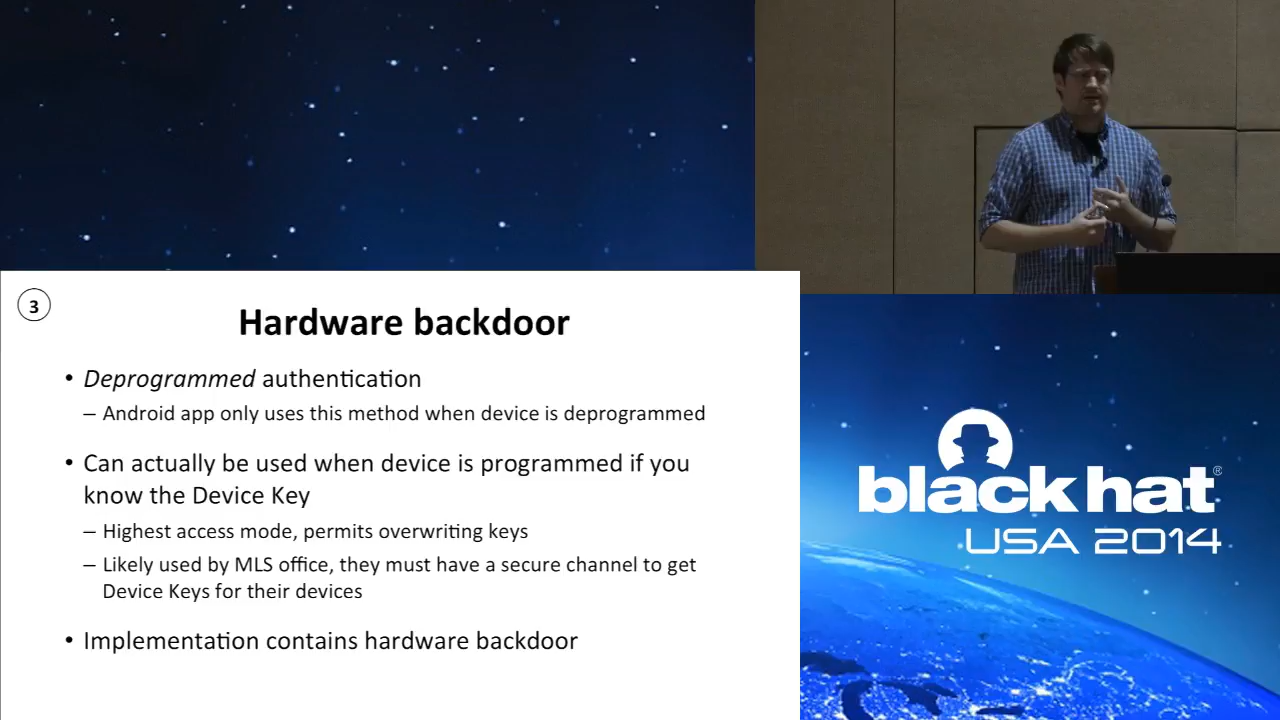 3
Hardware backdoor
• Deprogrammed authentication
– Android app only uses this method when device is deprogrammed
• Can actually be used when device is programmed if you
know the Device Key
– Highest access mode, permits overwriting keys
– Likely used by MLS office, they must have a secure channel to get
Device Keys for their devices
• Implementation contains hardware backdoor
black hat®
USA 2014